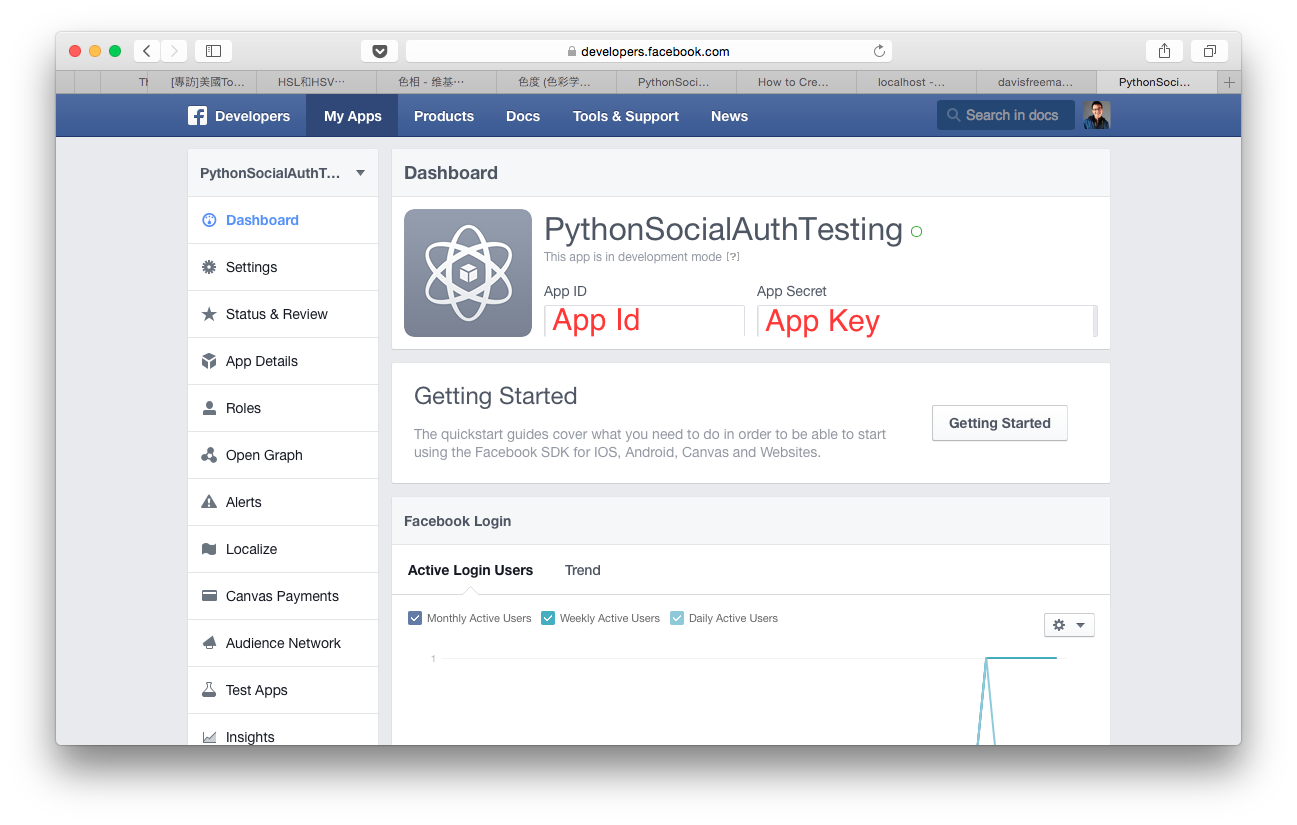 developers.facebook.com
[專訪]美國To…
HSL和HSV…
色相 - 维基…
色度 (色彩学…
PythonSoci…
How to Cre…
localhost -…
davisfreema…
PythonSoci…
Developers
My Apps
Products
Docs
Tools & Support
News
Search in docs
PythonSocialAuthT...
Dashboard
Settings
Status & Review
App Details
Roles
Open Graph
Alerts
Localize
Canvas Payments
Audience Network
Test Apps
Insights
Dashboard
PythonSocialAuthTesting
This app is in development mode [?]
App ID
App Secret
App Id
App Key
Getting Started
The quickstart guides cover what you need to do in order to be able to start
using the Facebook SDK for IOS, Android, Canvas and Websites.
Getting Started
Facebook Login
Active Login Users
Trend
Monthly Active Users
Weekly Active Users
Daily Active Users
1